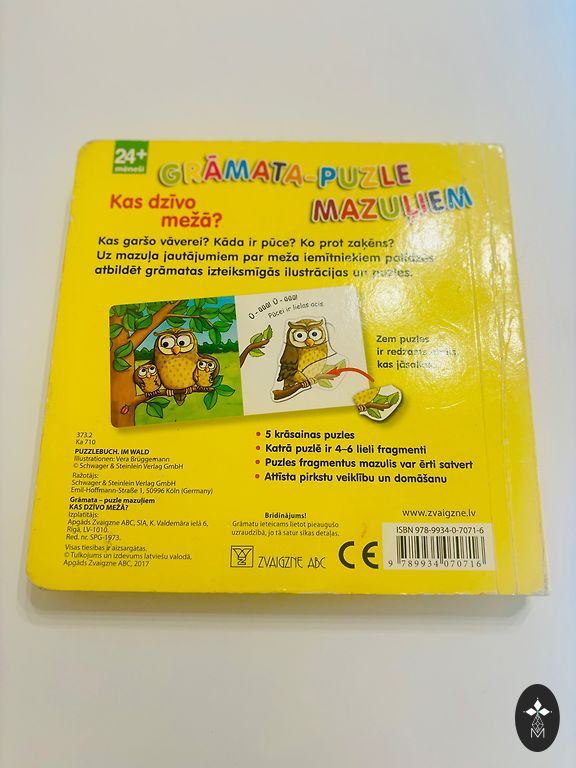 24+
mēneši
GRĀMATA-PUZLE
MAZUĻIEM
Kas dzīvo
mežā?
Kas garšo vāverei? Kāda ir pūce? Ko prot zaķēns?
Uz mazuļa jautājumiem par meža iemītniekiem palīdzēs
atbildēt grāmatas izteiksmīgās ilustrācijas un puzles.
Ū-ūūū! Ū-ūūū!
Pūcei ir lielas acis.
Zem puzles
ir redzams
kas jāsaliek.
• 5 krāsainas puzles
• Katrā puzlē ir 4–6 lieli fragmenti
• Puzles fragmentus mazulis var ērti satvert
• Attīsta pirkstu veiklību un domāšanu
373.2
Ka 710
PUZZLEBUCH. IM WALD
Illustrationen: Vera Brüggemann
© Schwager & Steinlein Verlag GmbH
Ražotājs:
Schwager & Steinlein Verlag GmbH
Emil-Hoffmann-Straße 1, 50996 Köln (Germany)
Grāmata – puzle mazuļiem
KAS DZĪVO MEŽĀ?
Izplatītājs:
Apgāds Zvaigzne ABC, SIA, K. Valdemāra ielā 6,
Rīgā, LV-1010.
Red. nr. SPG-1973.
Visas tiesības ir aizsargātas.
© Tulkojums un izdevums latviešu valodā,
Apgāds Zvaigzne ABC, 2017
Brīdinājums!
Grāmatu ieteicams lietot pieaugušo
uzraudzībā, jo tā satur sīkas detaļas.
ZVAIGZNE ABC
CE
www.zvaigzne.lv
ISBN 978-9934-0-7071-6
9 789934 070716
M